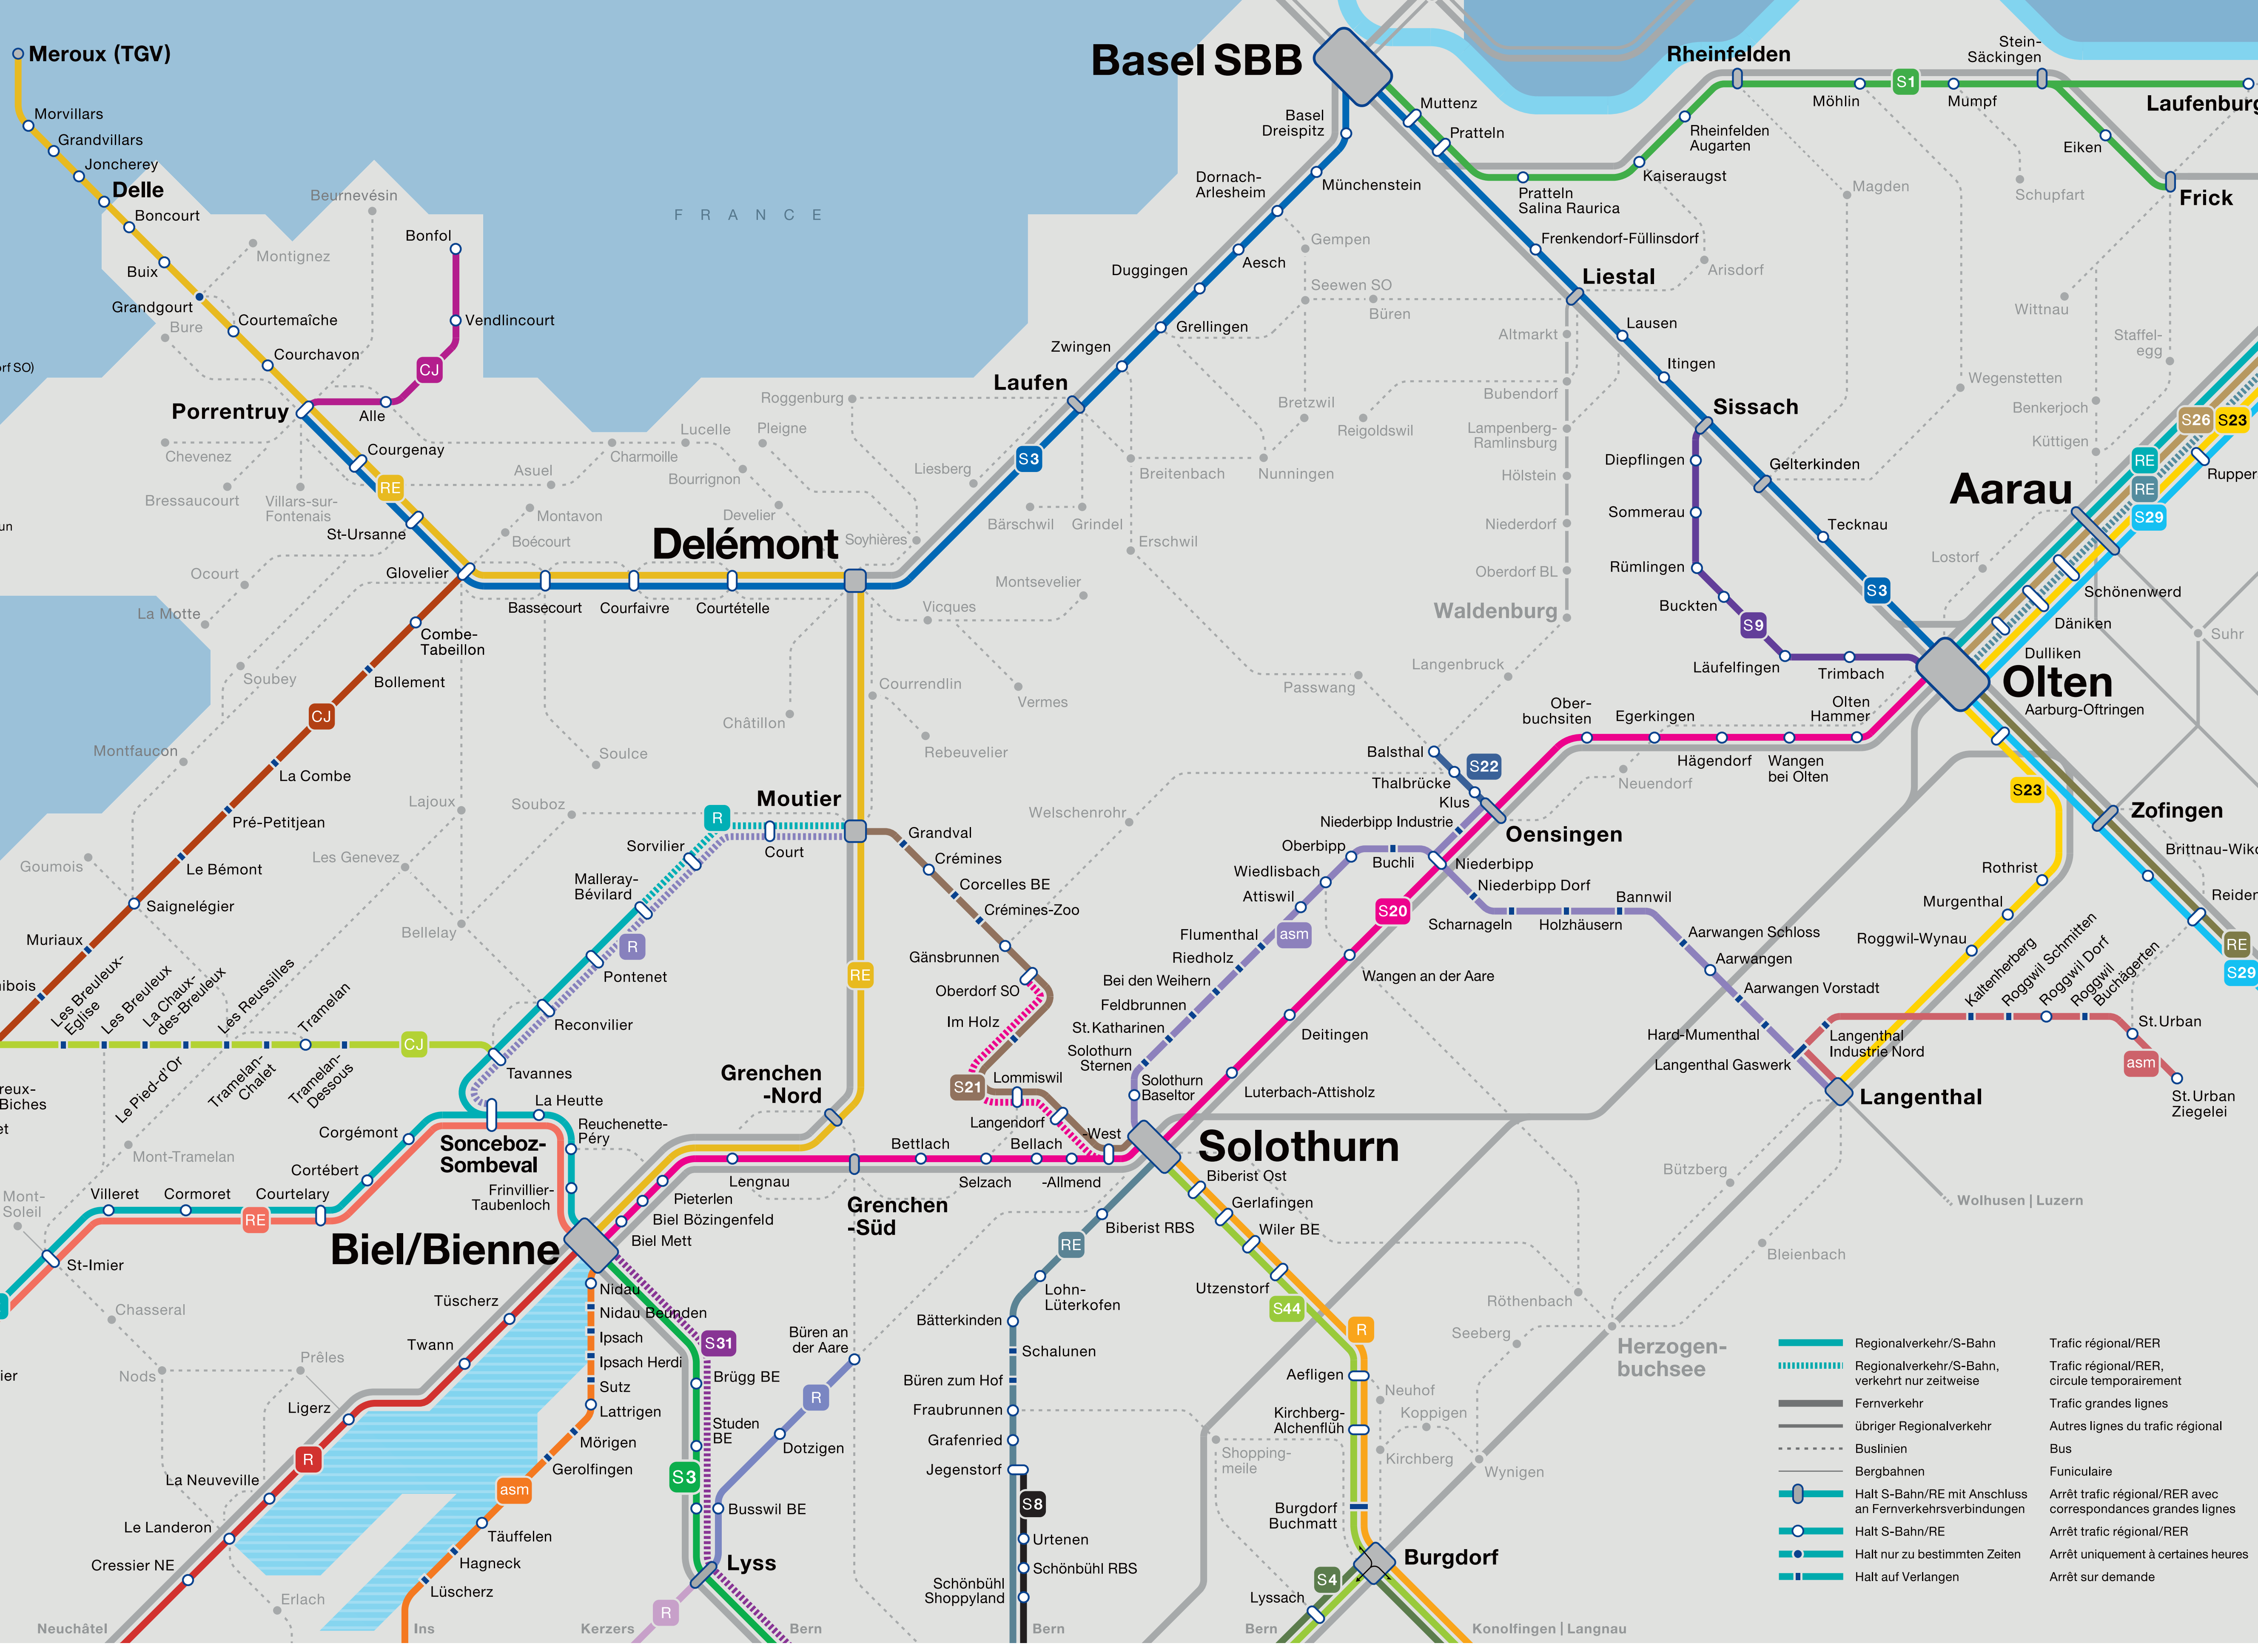 Meroux (TGV)
Morvillars
Grandvillars
Joncherey
Delle
Boncourt
Buix
Grandgourt
Bure
Courtemaîche
Courchavon
Porrentruy
Montignez
Beurnevésin
Bonfol
Vendlincourt
CJ
Alle
FRANCE
Courgenay
RE
St-Ursanne
Glovelier
Chevenez
Bressaucourt
Villars-sur-
Fontenais
Asuel
Charmoille
Lucelle
Pleigne
Bourrignon
Develier
Montavon
Boécourt
Roggenburg
Liesberg
Soyhières
Delémont
Bassecourt
Courfaivre
Courtételle
Ocourt
La Motte
Soubey
Montfaucon
Goumois
Combe-
Tabeillon
Bollement
CJ
La Combe
Pré-Petitjean
Le Bémont
Saignelégier
Muriaux
Les Breuleux-
Eglise
Les Breuleux
La Chaux-
des-Breuleux
Le Pied-d'Or
Les Reussilles
Tramelan-
Chalet
Tramelan
Tramelan-
Dessous
CJ
Tavannes
Lajoux
Les Genevez
Bellelay
Souboz
Soulce
Châtillon
Courrendlin
Rebeuvelier
Vicques
Vermes
Montsevelier
Moutier
R
Court
Sorvilier
Malleray-
Bévilard
R
Pontenet
Reconvilier
RE
Grandval
Crémines
Corcelles BE
Crémines-Zoo
Gänsbrunnen
Oberdorf SO
Im Holz
S21
Lommiswil
Langendorf
-West
Welschenrohr
Basel SBB
Basel
Dreispitz
Münchenstein
Dornach-
Arlesheim
Aesch
Duggingen
Grellingen
Zwingen
Laufen
S3
Gempen
Seewen SO
Büren
Bretzwil
Reigoldswil
Nunningen
Breitenbach
Bärschwil
Grindel
Erschwil
Muttenz
Pratteln
Pratteln
Salina Raurica
Kaiseraugst
Rheinfelden
Augarten
Rheinfelden
Möhlin
S1
Mumpf
Stein-
Säckingen
Laufenburg
Eiken
Frick
Magden
Schupfart
Arisdorf
Wittnau
Staffel-
egg
Wegenstetten
Benkerjoch
Küttigen
Frenkendorf-Füllinsdorf
Liestal
Lausen
Itingen
Sissach
Gelterkinden
Tecknau
S3
Altmarkt
Bubendorf
Lampenberg-
Ramlinsburg
Hölstein
Niederdorf
Oberdorf BL
Waldenburg
Langenbruck
Passwang
Diepflingen
Sommerau
Rümlingen
Buckten
S9
Läufelfingen
Trimbach
Aarau
Lostorf
S26
S23
RE
RE
S29
Schönenwerd
Däniken
Dulliken
Suhr
Olten
Aarburg-Oftringen
Ober-
buchsiten
Egerkingen
Hägendorf
Wangen
bei Olten
Olten
Hammer
Neuendorf
Balsthal
S22
Thalbrücke
Klus
Oensingen
Niederbipp Industrie
Oberbipp
Buchli
Niederbipp
Wiedlisbach
Attiswil
asm
Flumenthal
Riedholz
Bei den Weihern
Feldbrunnen
St. Katharinen
Solothurn
Sternen
Solothurn
Baseltor
S20
Wangen an der Aare
Deitingen
Luterbach-Attisholz
Solothurn
Niederbipp Dorf
Scharnageln
Holzhäusern
Bannwil
Aarwangen Schloss
Aarwangen
Aarwangen Vorstadt
Hard-Mumenthal
Langenthal Gaswerk
Langenthal
Industrie Nord
Langenthal
Kaltenherberg
Roggwil Schmitten
Roggwil Dorf
Roggwil
Buchägerten
St. Urban
asm
St. Urban
Ziegelei
S23
Rothrist
Murgenthal
Roggwil-Wynau
Zofingen
RE
S29
Bützberg
Bleienbach
Wolhusen | Luzern
Röthenbach
Seeberg
Herzogen-
buchsee
Neuhof
Koppigen
Kirchberg
Wynigen
Shopping-
meile
Mont-Tramelan
Mont-
Soleil
Villeret
Cormoret
Courtelary
RE
Cortébert
Corgémont
Sonceboz-
Sombeval
La Heutte
Reuchenette-
Péry
Frinvillier-
Taubenloch
St-Imier
Chasseral
Nods
Prêles
Biel/Bienne
Grenchen
-Nord
Lengnau
Pieterlen
Biel Bözingenfeld
Biel Mett
Grenchen
-Süd
Bettlach
Selzach
Bellach
-Allmend
Tüscherz
Twann
Ligerz
R
La Neuveville
Le Landeron
Cressier NE
Neuchâtel
Erlach
Nidau
Nidau Beunden
Ipsach
Ipsach Herdi
Sutz
Lattrigen
Mörigen
Gerolfingen
asm
Täuffelen
Hagneck
Lüscherz
Ins
S31
Brügg BE
Studen
BE
S3
Busswil BE
Büren an
der Aare
R
Dotzigen
Lyss
R
Kerzers
Bern
Biberist RBS
RE
Lohn-
Lüterkofen
Bätterkinden
Schalunen
Büren zum Hof
Fraubrunnen
Grafenried
Jegenstorf
S8
Urtenen
Schönbühl RBS
Schönbühl
Shoppyland
Bern
Biberist Ost
Gerlafingen
Wiler BE
Utzenstorf
S44
R
Aefligen
Kirchberg-
Alchenflüh
Burgdorf
Buchmatt
Burgdorf
S4
Lyssach
Bern
Konolfingen | Langnau
Regionalverkehr/S-Bahn
Trafic régional/RER
Regionalverkehr/S-Bahn,
verkehrt nur zeitweise
Trafic régional/RER,
circule temporairement
Fernverkehr
Trafic grandes lignes
übriger Regionalverkehr
Autres lignes du trafic régional
Buslinien
Bus
Bergbahnen
Funiculaire
Halt S-Bahn/RE mit Anschluss
an Fernverkehrsverbindungen
Arrêt trafic régional/RER avec
correspondances grandes lignes
Halt S-Bahn/RE
Arrêt trafic régional/RER
Halt nur zu bestimmten Zeiten
Arrêt uniquement à certaines heures
Halt auf Verlangen
Arrêt sur demande